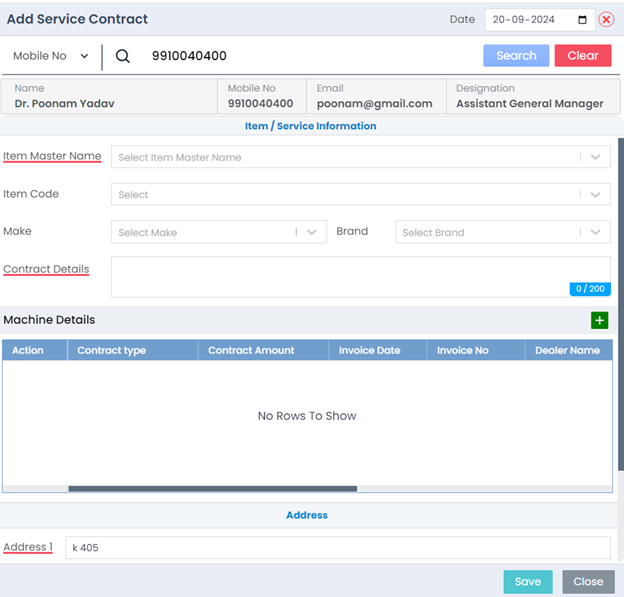 Add Service Contract Date 20-09-2024
Mobile No 9910040400 Search Clear
Name Mobile No Email Designation
Dr. Poonam Yadav 9910040400 poonam@gmail.com Assistant General Manager
Item / Service Information
Item Master Name Select Item Master Name
Item Code Select
Make Select Make Brand Select Brand
Contract Details
0 / 200
Machine Details
Action Contract type Contract Amount Invoice Date Invoice No Dealer Name
No Rows To Show
Address
Address 1 k 405
Save Close